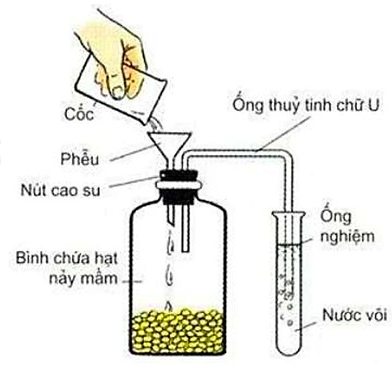 Cốc
Ống thuỷ tinh chữ U
Phễu
Nút cao su
Ống
nghiệm
Bình chứa hạt
nảy mầm
Nước vôi